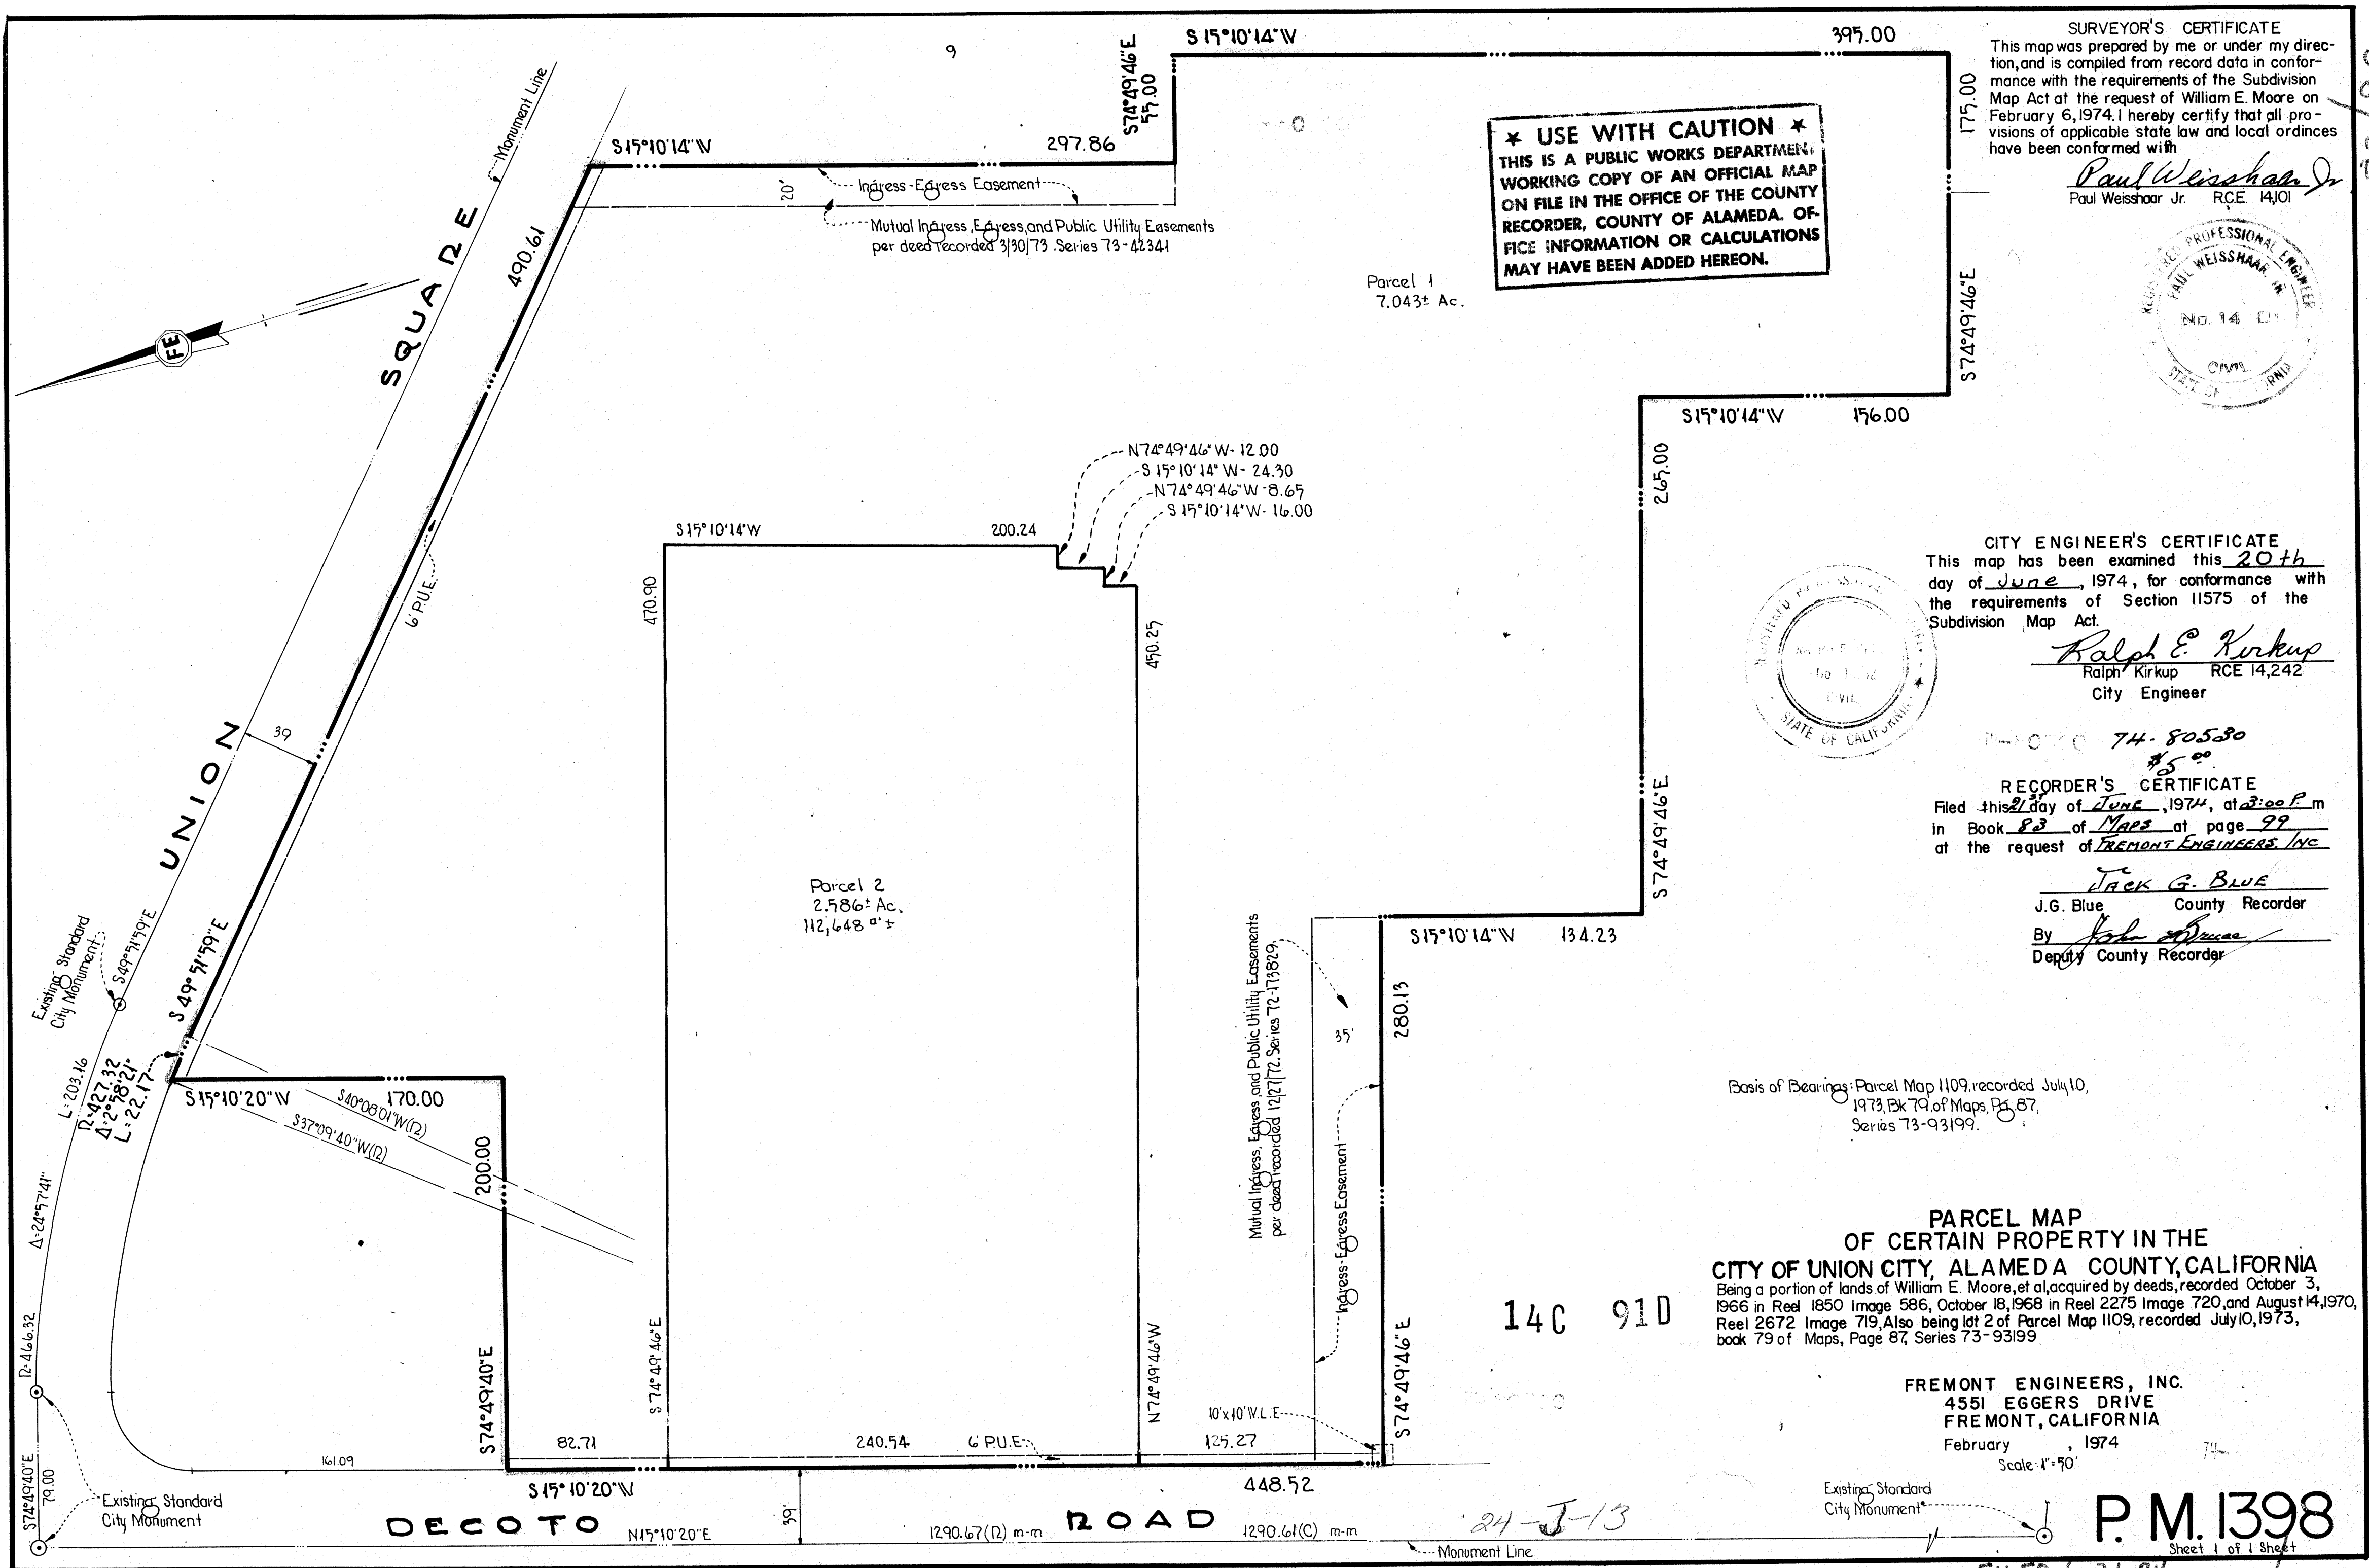 S 15°10'14"W
395.00
S74°49'46"E
55.00
175.00
S74°49'46"E
S15°10'14"W
297.86
Monument Line
20'
Ingress-Egress Easement
Mutual Ingress, Egress, and Public Utility Easements
per deed recorded 3/30/73. Series 73-42341
★ USE WITH CAUTION ★
THIS IS A PUBLIC WORKS DEPARTMENT
WORKING COPY OF AN OFFICIAL MAP
ON FILE IN THE OFFICE OF THE COUNTY
RECORDER, COUNTY OF ALAMEDA. OF-
FICE INFORMATION OR CALCULATIONS
MAY HAVE BEEN ADDED HEREON.
Parcel 1
7.043± Ac.
SURVEYOR'S CERTIFICATE
This map was prepared by me or under my direc-
tion, and is compiled from record data in confor-
mance with the requirements of the Subdivision
Map Act at the request of William E. Moore on
February 6, 1974. I hereby certify that all pro-
visions of applicable state law and local ordinces
have been conformed with
Paul Weisshaar Jr
Paul Weisshaar Jr. R.C.E. 14,101
REGISTERED PROFESSIONAL ENGINEER
PAUL WEISSHAAR JR.
No. 14
CIVIL
STATE OF CALIFORNIA
FE
UNION SQUARE
490.61
6' P.U.E.
39
S15°10'14"W
156.00
265.00
S74°49'46"E
N74°49'46"W-12.00
S 15°10'14"W-24.30
N74°49'46"W-8.65
S 15°10'14"W-16.00
S15°10'14"W
200.24
470.90
450.25
Parcel 2
2.586± Ac.
112,648 □'±
CITY ENGINEER'S CERTIFICATE
This map has been examined this 20th
day of June, 1974, for conformance with
the requirements of Section 11575 of the
Subdivision Map Act.
Ralph E. Kirkup
Ralph Kirkup RCE 14,242
City Engineer
CIVIL
STATE OF CALIFORNIA
74-80530
$5.00
RECORDER'S CERTIFICATE
Filed this 21st day of JUNE, 1974, at 3:00 P.m
in Book 83 of MAPS at page 99
at the request of FREMONT ENGINEERS INC
JACK G. BLUE
J.G. Blue County Recorder
By John
Deputy County Recorder
S15°10'14"W
134.23
280.13
35'
Mutual Ingress, Egress, and Public Utility Easements
per deed recorded 12/27/72. Series 72-173829.
Ingress-Egress Easement
S74°49'46"E
Existing Standard
City Monument
S49°51'59"E
S 49°51'59"E
L=203.16
R=427.32
Δ=2°58'21"
L=22.17
Δ=24°57'41"
R=466.32
S15°10'20"W
170.00
S40°08'01"W(R)
S37°09'40"W(R)
200.00
S74°49'40"E
S 74°49'46"E
N74°49'46"W
10'x10' W.L.E.
82.71
240.54
6' P.U.E.
125.27
161.09
S74°49'40"E
79.00
Existing Standard
City Monument
S 15°10'20"W
448.52
39'
DECOTO ROAD
N15°10'20"E
1290.67(R) m-m
1290.61(C) m-m
24-J-13
Monument Line
Existing Standard
City Monument
Basis of Bearings: Parcel Map 1109, recorded July 10,
1973, Bk 79, of Maps, Pg. 87,
Series 73-93199.
14C 91D
PARCEL MAP
OF CERTAIN PROPERTY IN THE
CITY OF UNION CITY, ALAMEDA COUNTY, CALIFORNIA
Being a portion of lands of William E. Moore, et al, acquired by deeds, recorded October 3,
1966 in Reel 1850 Image 586, October 18, 1968 in Reel 2275 Image 720, and August 14, 1970,
Reel 2672 Image 719, Also being lot 2 of Parcel Map 1109, recorded July 10, 1973,
book 79 of Maps, Page 87, Series 73-93199
FREMONT ENGINEERS, INC.
4551 EGGERS DRIVE
FREMONT, CALIFORNIA
February , 1974
Scale: 1"=50'
74-
P. M. 1398
Sheet 1 of 1 Sheet